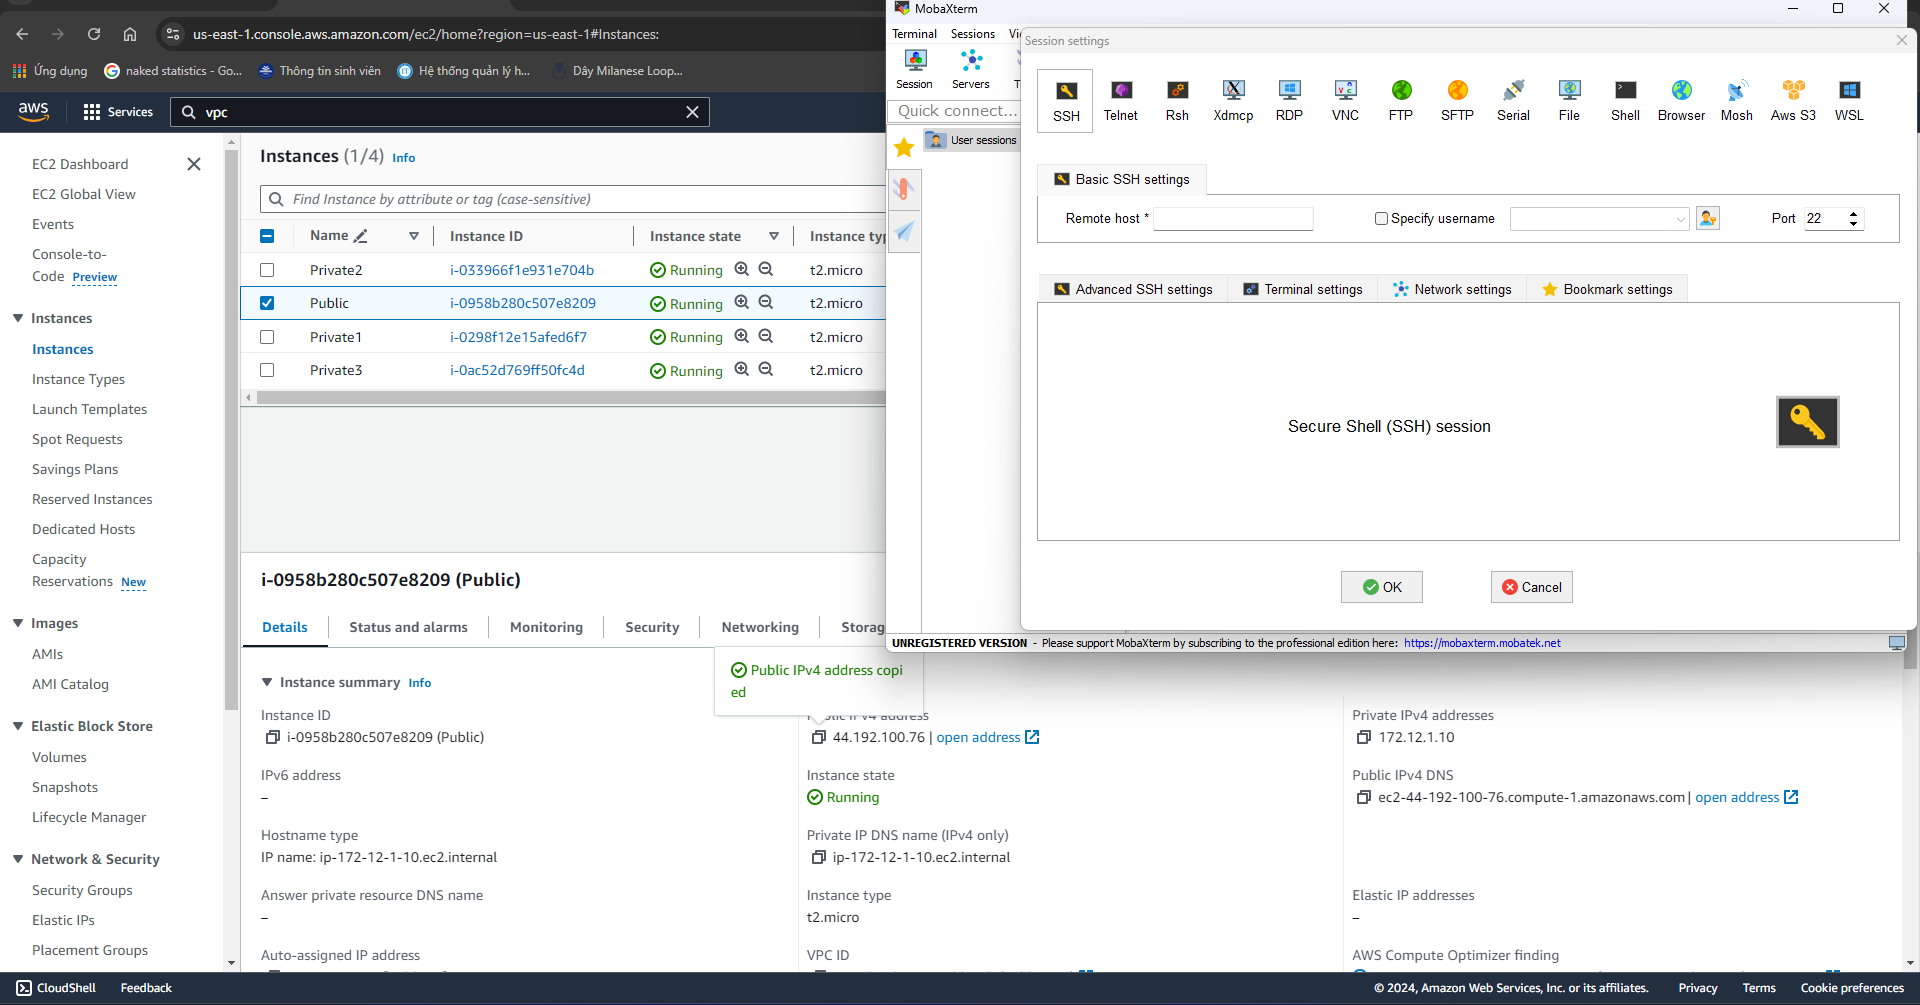 us-east-1.console.aws.amazon.com/ec2/home?region=us-east-1#Instances:
Ứng dụng
naked statistics - Go...
Thông tin sinh viên
Hệ thống quản lý h...
Dây Milanese Loop...
aws
Services
vpc
EC2 Dashboard
EC2 Global View
Events
Console-to-
Code Preview
Instances
Instances
Instance Types
Launch Templates
Spot Requests
Savings Plans
Reserved Instances
Dedicated Hosts
Capacity
Reservations New
Images
AMIs
AMI Catalog
Elastic Block Store
Volumes
Snapshots
Lifecycle Manager
Network & Security
Security Groups
Elastic IPs
Placement Groups
Instances (1/4) Info
Find Instance by attribute or tag (case-sensitive)
Name Instance ID Instance state Instance typ
Private2 i-033966f1e931e704b Running t2.micro
Public i-0958b280c507e8209 Running t2.micro
Private1 i-0298f12e15afed6f7 Running t2.micro
Private3 i-0ac52d769ff50fc4d Running t2.micro
i-0958b280c507e8209 (Public)
Details Status and alarms Monitoring Security Networking Storag
Public IPv4 address copi
ed
Instance summary Info
Instance ID
i-0958b280c507e8209 (Public)
IPv6 address
–
Hostname type
IP name: ip-172-12-1-10.ec2.internal
Answer private resource DNS name
–
Auto-assigned IP address
Public IPv4 address
44.192.100.76 | open address
Instance state
Running
Private IP DNS name (IPv4 only)
ip-172-12-1-10.ec2.internal
Instance type
t2.micro
VPC ID
Private IPv4 addresses
172.12.1.10
Public IPv4 DNS
ec2-44-192-100-76.compute-1.amazonaws.com | open address
Elastic IP addresses
–
AWS Compute Optimizer finding
MobaXterm
Terminal Sessions Vi
Session Servers T
Quick connect...
User sessions
Session settings
SSH Telnet Rsh Xdmcp RDP VNC FTP SFTP Serial File Shell Browser Mosh Aws S3 WSL
Basic SSH settings
Remote host * Specify username Port 22
Advanced SSH settings Terminal settings Network settings Bookmark settings
Secure Shell (SSH) session
OK Cancel
UNREGISTERED VERSION - Please support MobaXterm by subscribing to the professional edition here: https://mobaxterm.mobatek.net
CloudShell Feedback © 2024, Amazon Web Services, Inc. or its affiliates. Privacy Terms Cookie preferences